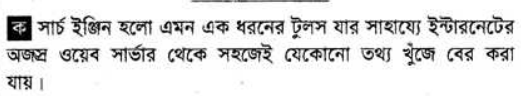 ক সার্চ ইঞ্জিন হলো এমন এক ধরনের টুলস যার সাহায্যে ইন্টারনেটের
অজস্র ওয়েব সার্ভার থেকে সহজেই যেকোনো তথ্য খুঁজে বের করা
যায়।